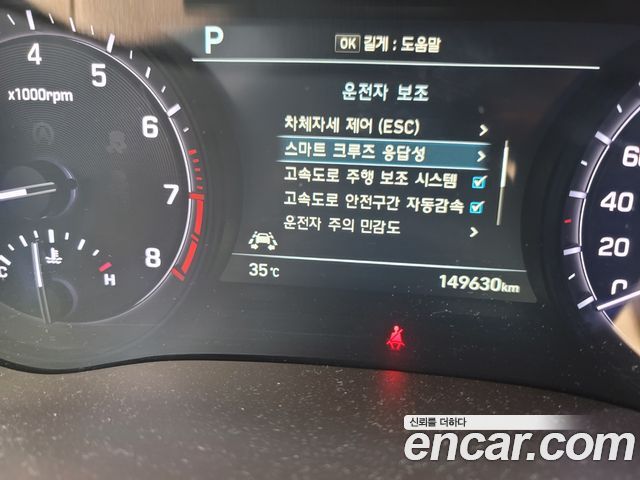 P
OK 길게 : 도움말
운전자 보조
차체자세 제어 (ESC)
스마트 크루즈 응답성
고속도로 주행 보조 시스템
고속도로 안전구간 자동감속
운전자 주의 민감도
35℃
149630km
4
5
6
7
8
x1000rpm
C
H
60
40
20
0
신뢰를 더하다
encar.com